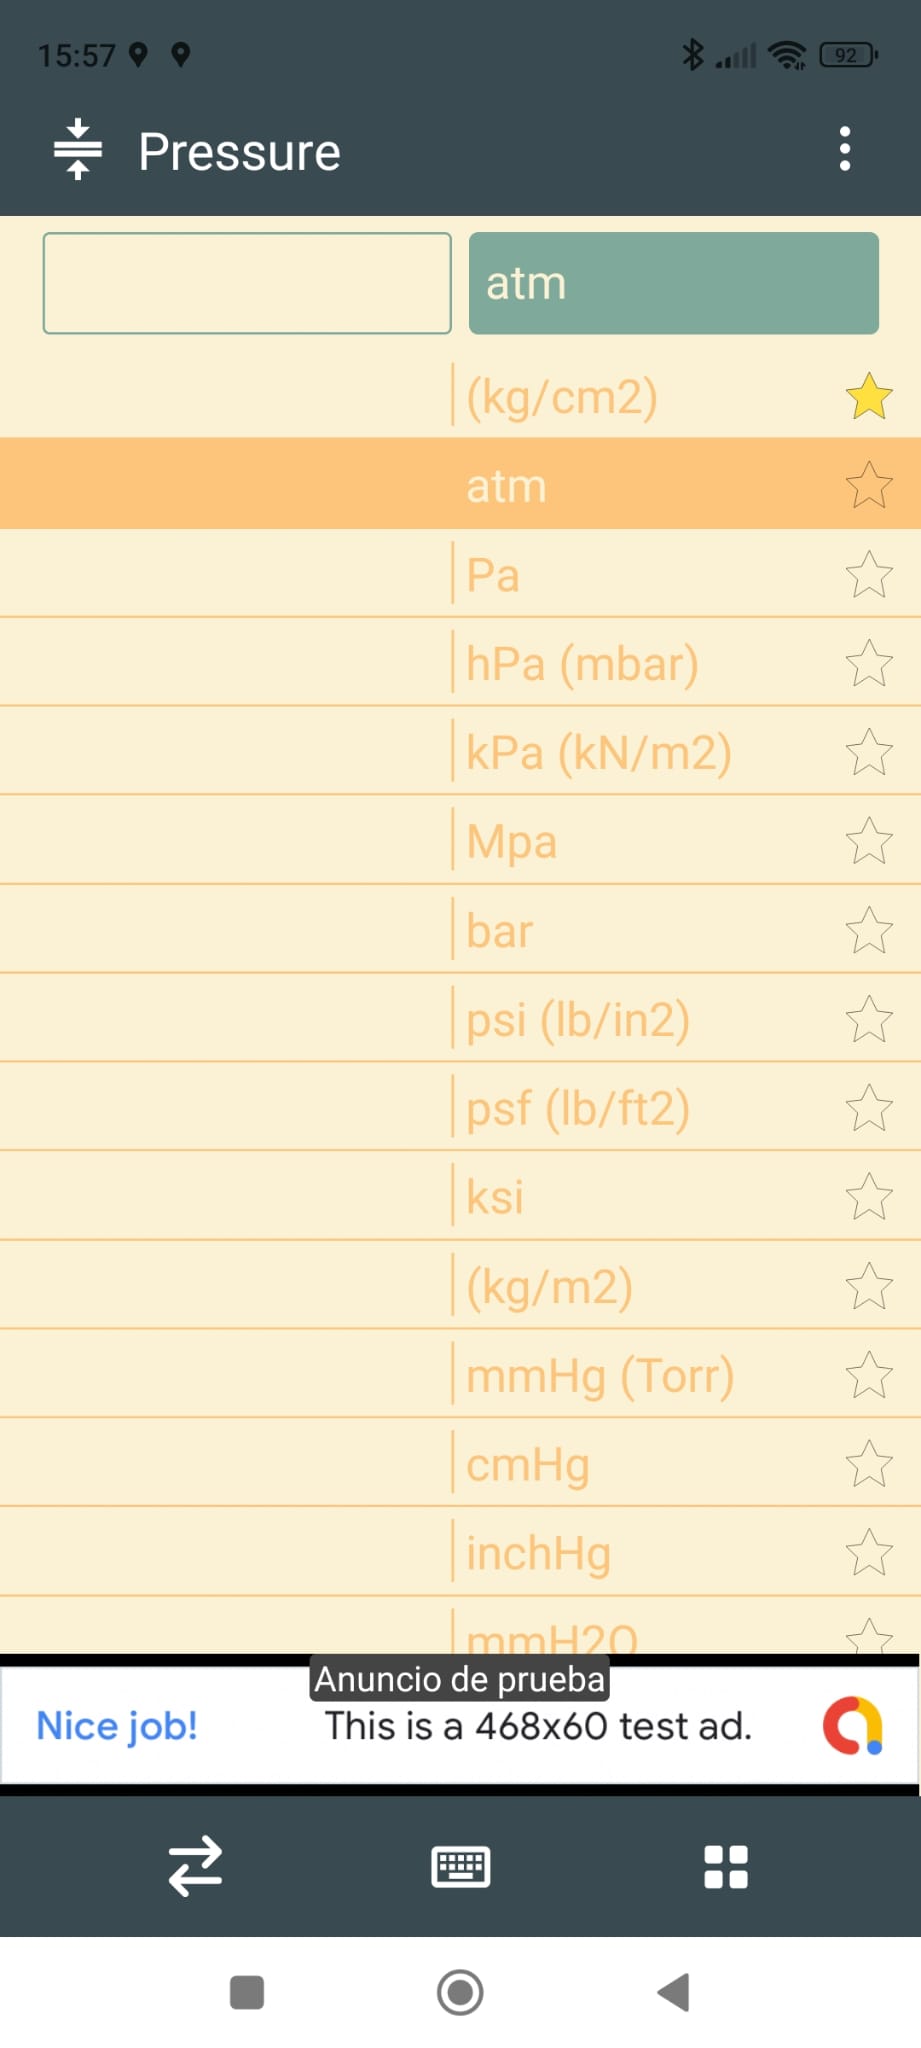 15:57
92
Pressure
atm
(kg/cm2)
atm
Pa
hPa (mbar)
kPa (kN/m2)
Mpa
bar
psi (lb/in2)
psf (lb/ft2)
ksi
(kg/m2)
mmHg (Torr)
cmHg
inchHg
mmH2O
Anuncio de prueba
Nice job!
This is a 468x60 test ad.